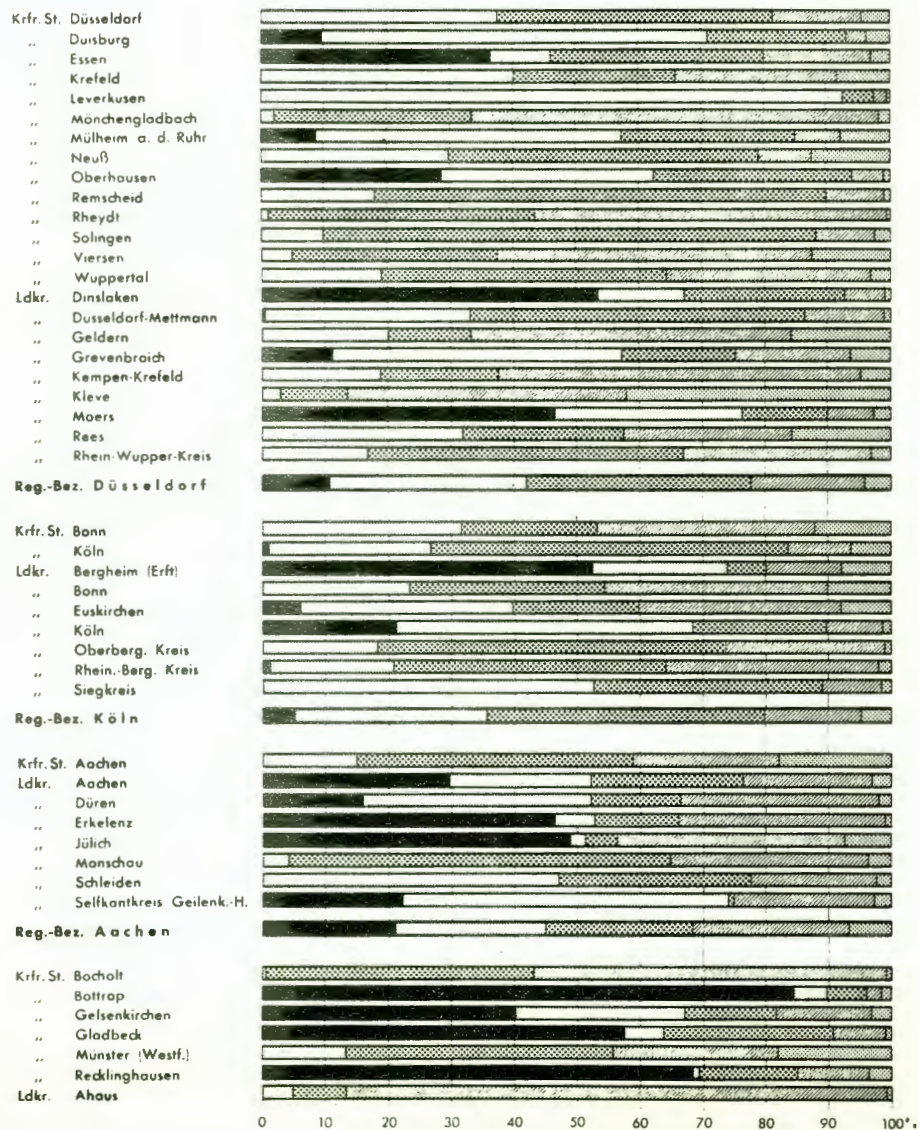 Krfr. St. Düsseldorf
„ Duisburg
„ Essen
„ Krefeld
„ Leverkusen
„ Mönchengladbach
„ Mülheim a. d. Ruhr
„ Neuß
„ Oberhausen
„ Remscheid
„ Rheydt
„ Solingen
„ Viersen
„ Wuppertal
Ldkr. Dinslaken
„ Dusseldorf-Mettmann
„ Geldern
„ Grevenbroich
„ Kempen-Krefeld
„ Kleve
„ Moers
„ Rees
„ Rhein-Wupper-Kreis
Reg.-Bez. Düsseldorf
Krfr. St. Bonn
„ Köln
Ldkr. Bergheim (Erft)
„ Bonn
„ Euskirchen
„ Köln
„ Oberberg. Kreis
„ Rhein.-Berg. Kreis
„ Siegkreis
Reg.-Bez. Köln
Krfr. St. Aachen
Ldkr. Aachen
„ Düren
„ Erkelenz
„ Jülich
„ Monschau
„ Schleiden
„ Selfkantkreis Geilenk.-H.
Reg.-Bez. Aachen
Krfr. St. Bocholt
„ Bottrop
„ Gelsenkirchen
„ Gladbeck
„ Münster (Westf.)
„ Recklinghausen
Ldkr. Ahaus
0 10 20 30 40 50 60 70 80 90 100%